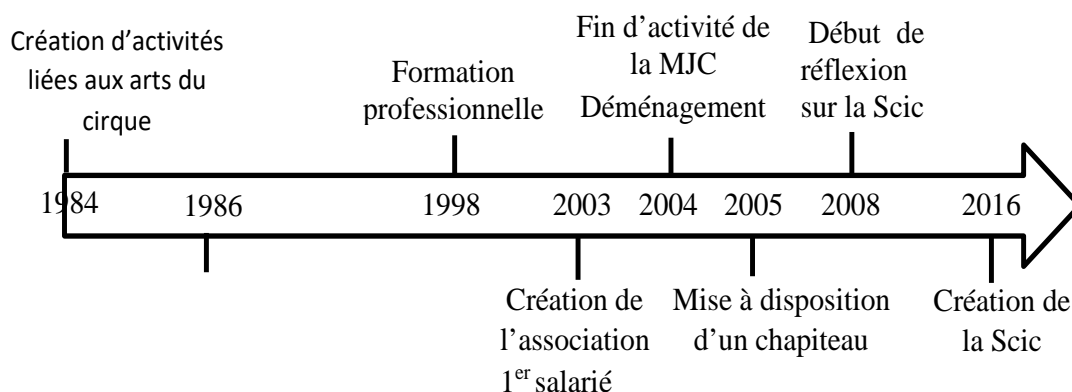 Création d’activités
liées aux arts du
cirque
Formation
professionnelle
Fin d’activité de
la MJC
Déménagement
Début de
réflexion
sur la Scic
1984
1986
1998
2003
2004
2005
2008
2016
Création de
l’association
1er salarié
Mise à disposition
d’un chapiteau
Création de
la Scic